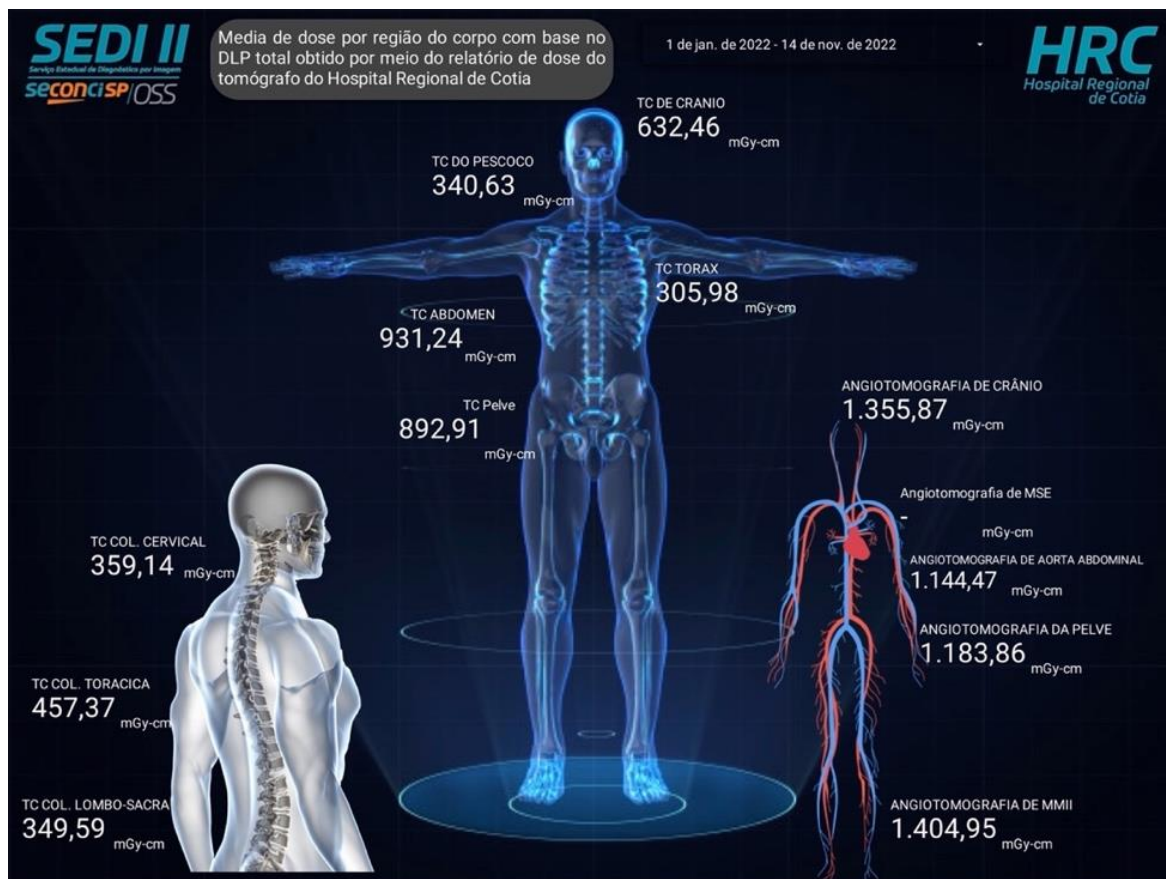 SEDI II
Serviço Estadual de Diagnóstico por Imagem
seconciSP/OSS
Media de dose por região do corpo com base no
DLP total obtido por meio do relatório de dose do
tomógrafo do Hospital Regional de Cotia
1 de jan. de 2022 - 14 de nov. de 2022
HRC
Hospital Regional
de Cotia
TC DE CRANIO
632,46
mGy-cm
TC DO PESCOCO
340,63
mGy-cm
TC TORAX
305,98
mGy-cm
TC ABDOMEN
931,24
mGy-cm
TC Pelve
892,91
mGy-cm
TC COL. CERVICAL
359,14
mGy-cm
TC COL. TORACICA
457,37
mGy-cm
TC COL. LOMBO-SACRA
349,59
mGy-cm
ANGIOTOMOGRAFIA DE CRÂNIO
1.355,87
mGy-cm
Angiotomografia de MSE
-
mGy-cm
ANGIOTOMOGRAFIA DE AORTA ABDOMINAL
1.144,47
mGy-cm
ANGIOTOMOGRAFIA DA PELVE
1.183,86
mGy-cm
ANGIOTOMOGRAFIA DE MMII
1.404,95
mGy-cm